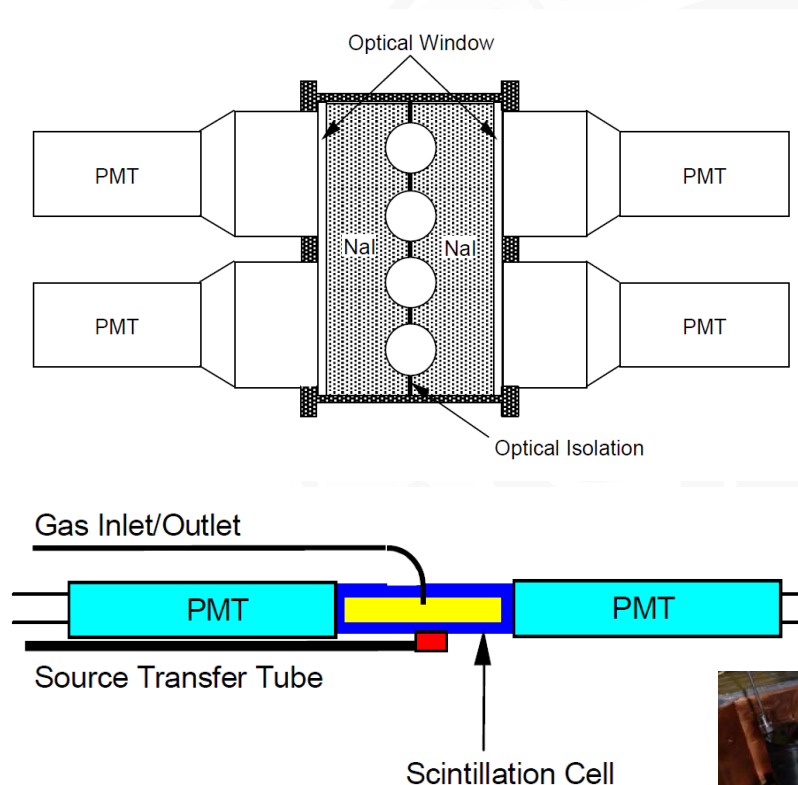 Optical Window
PMT
PMT
NaI
NaI
PMT
PMT
Optical Isolation
Gas Inlet/Outlet
PMT
PMT
Source Transfer Tube
Scintillation Cell